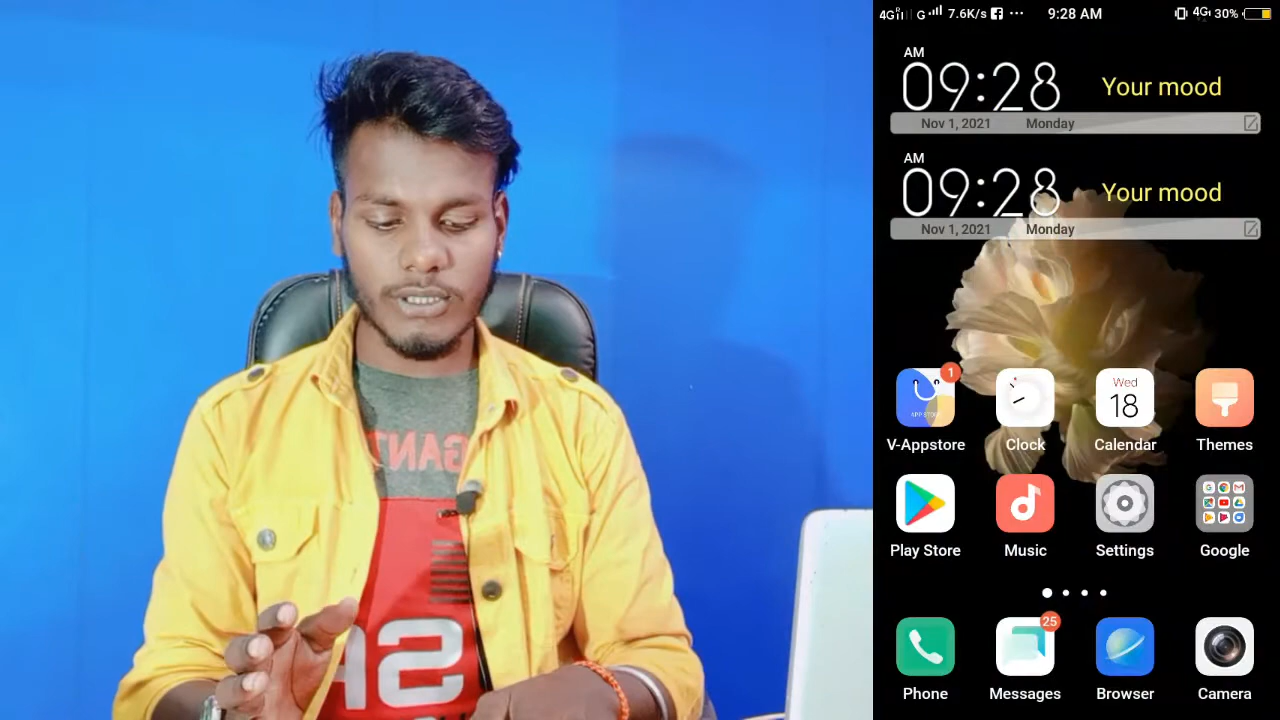 4G R G 7.6K/s ... 9:28 AM 4G 30%
AM
09:28 Your mood
Nov 1, 2021 Monday
AM
09:28 Your mood
Nov 1, 2021 Monday
1
Wed
18
APP STORE
V-Appstore Clock Calendar Themes
Play Store Music Settings Google
25
Phone Messages Browser Camera